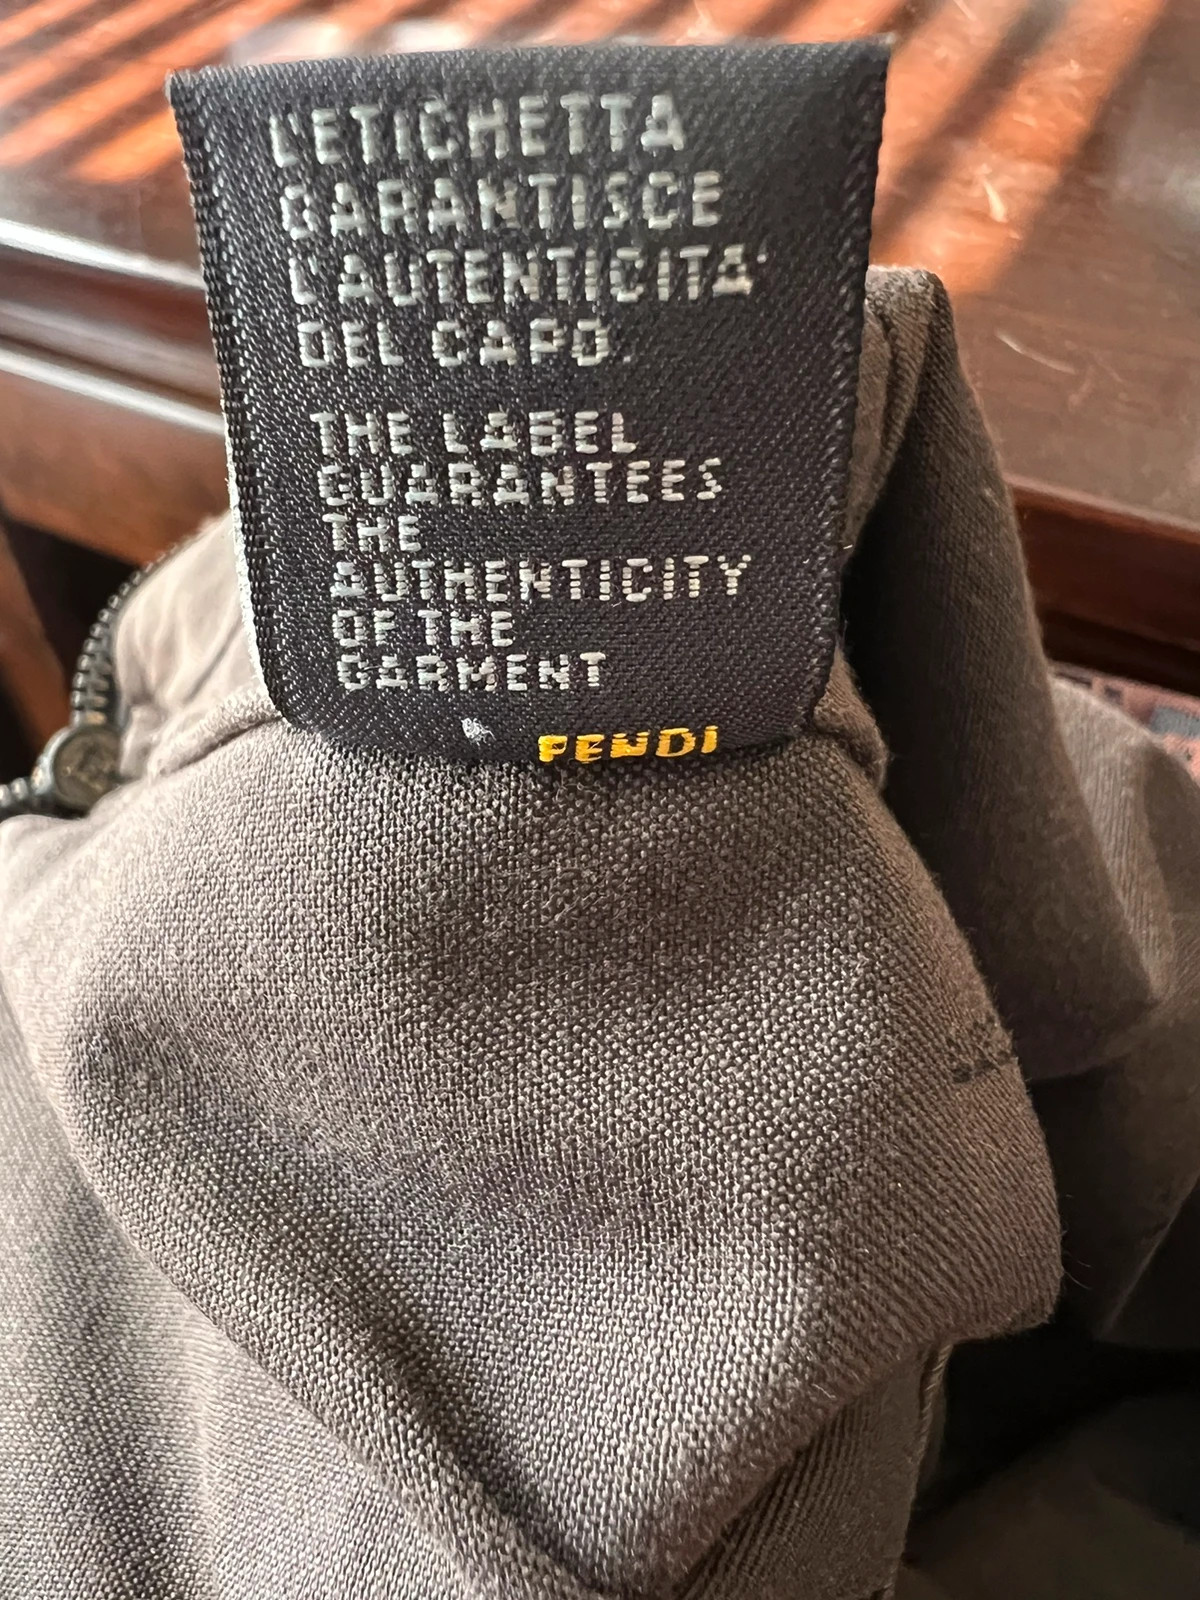 L'ETICHETTA
GARANTISCE
L'AUTENTICITA'
DEL CAPO.
THE LABEL
GUARANTEES
THE
AUTHENTICITY
OF THE
GARMENT
FENDI